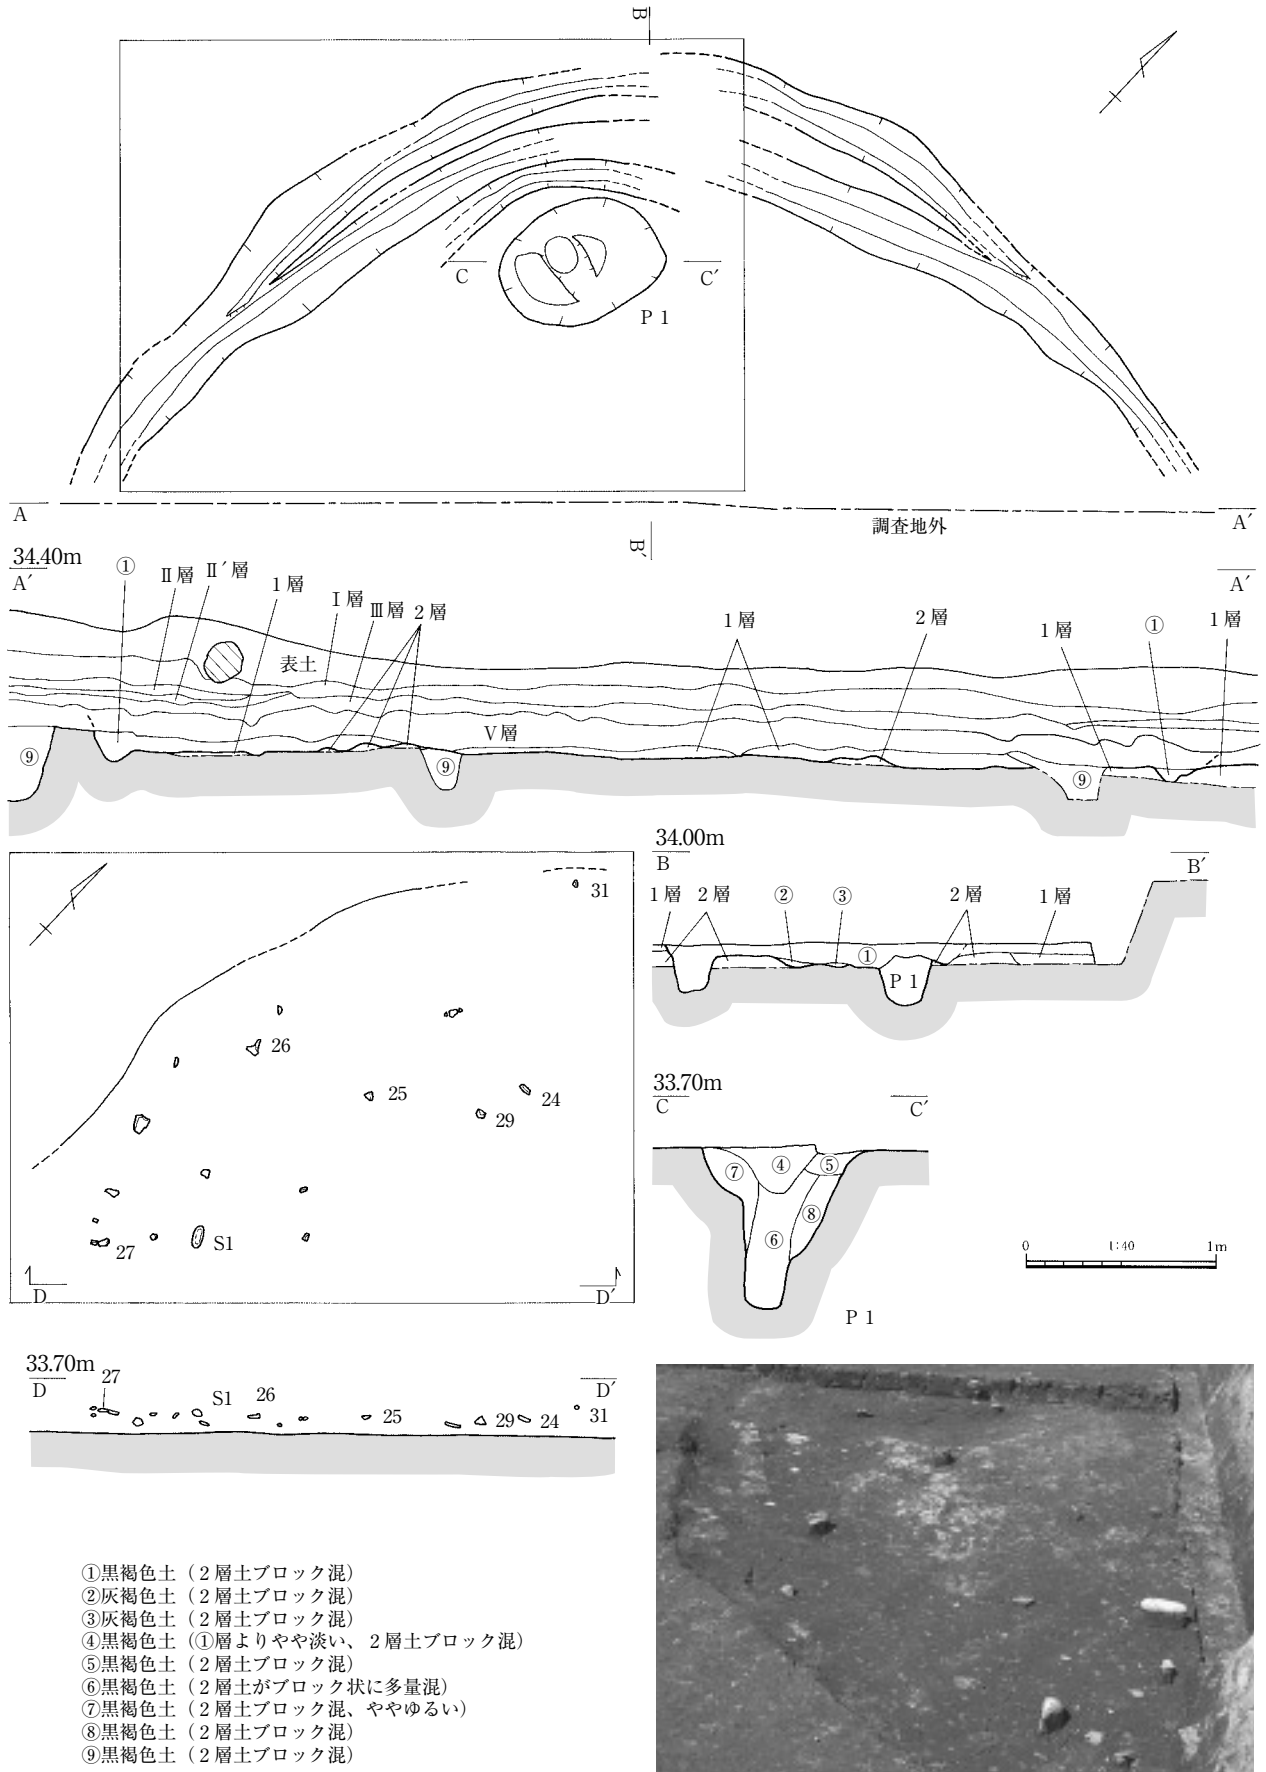 B
C
C′
P 1
A
調査地外
A′
B′
34.40m
A′
①
Ⅱ層
Ⅱ′層
1層
Ⅰ層
Ⅲ層
2層
表土
1層
2層
1層
①
1層
A′
Ⅴ層
⑨
⑨
⑨
34.00m
B
B′
1層
2層
②
③
2層
1層
①
P 1
31
26
25
24
29
27
S1
D
D′
33.70m
C
C′
⑦
④
⑤
⑧
⑥
P 1
0
1:40
1m
33.70m
D
27
S1
26
25
29
24
31
D′
①黒褐色土（2層土ブロック混）
②灰褐色土（2層土ブロック混）
③灰褐色土（2層土ブロック混）
④黒褐色土（①層よりやや淡い、2層土ブロック混）
⑤黒褐色土（2層土ブロック混）
⑥黒褐色土（2層土がブロック状に多量混）
⑦黒褐色土（2層土ブロック混、ややゆるい）
⑧黒褐色土（2層土ブロック混）
⑨黒褐色土（2層土ブロック混）